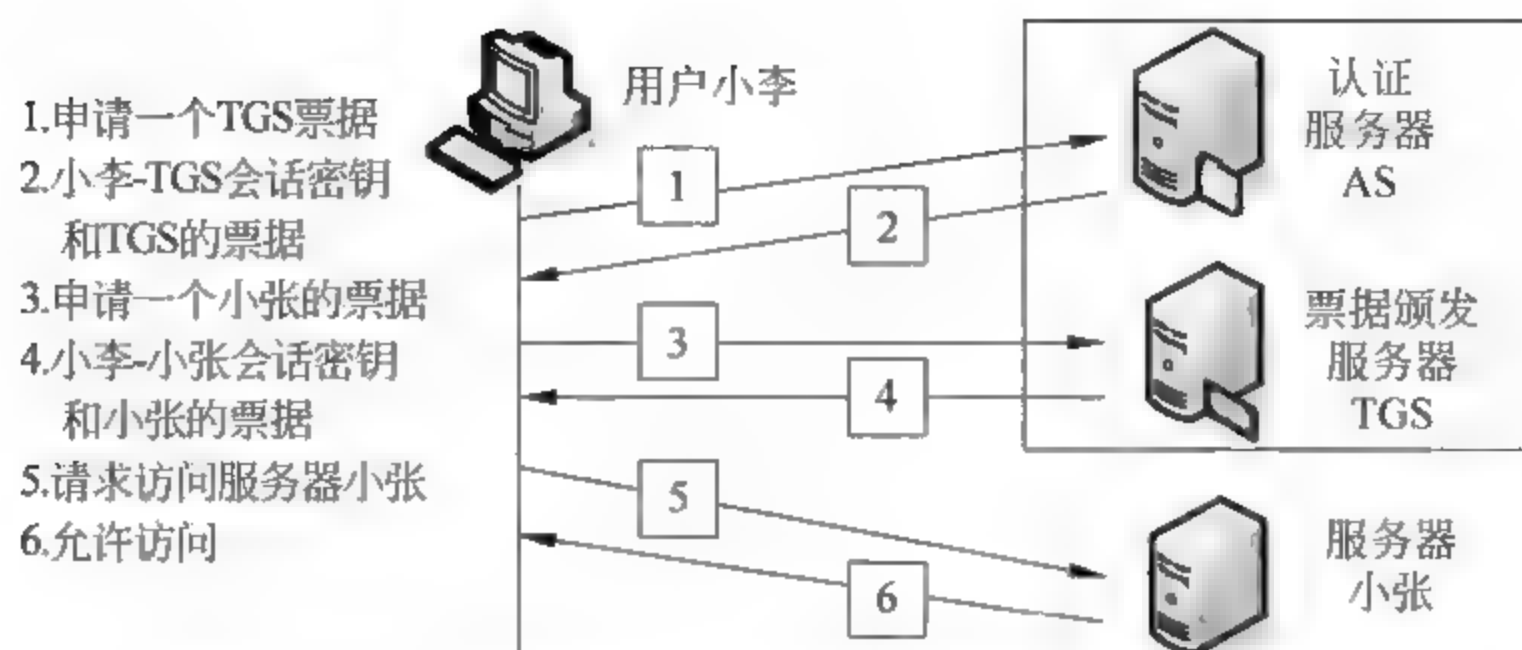 1.申请一个TGS票据
2.小李-TGS会话密钥
和TGS的票据
3.申请一个小张的票据
4.小李-小张会话密钥
和小张的票据
5.请求访问服务器小张
6.允许访问
用户小李
1
2
3
4
5
6
认证
服务器
AS
票据颁发
服务器
TGS
服务器
小张